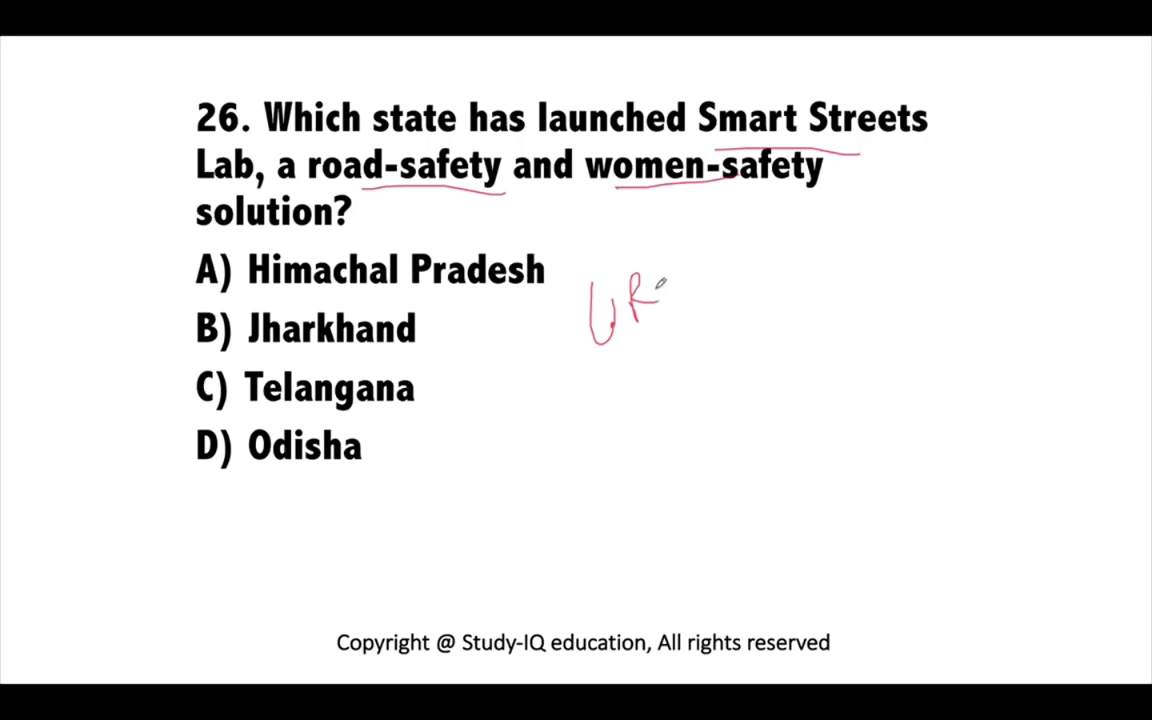 26. Which state has launched Smart Streets
Lab, a road-safety and women-safety
solution?
A) Himachal Pradesh
UR
B) Jharkhand
C) Telangana
D) Odisha
Copyright @ Study-IQ education, All rights reserved